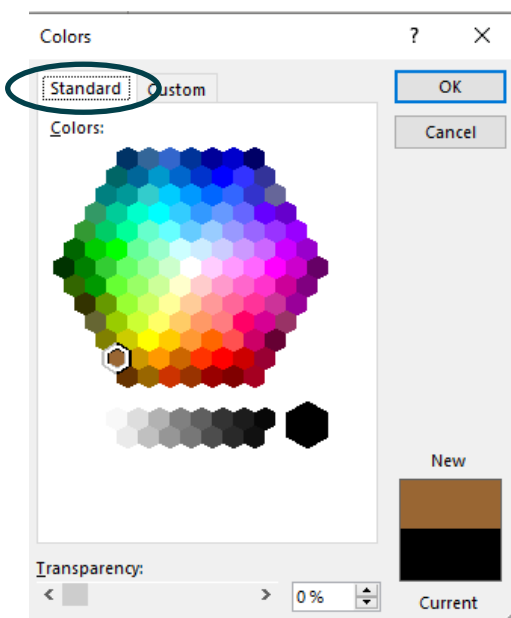 Colors ? ×
Standard Custom OK
Colors: Cancel
New
Transparency:
< > 0 % Current